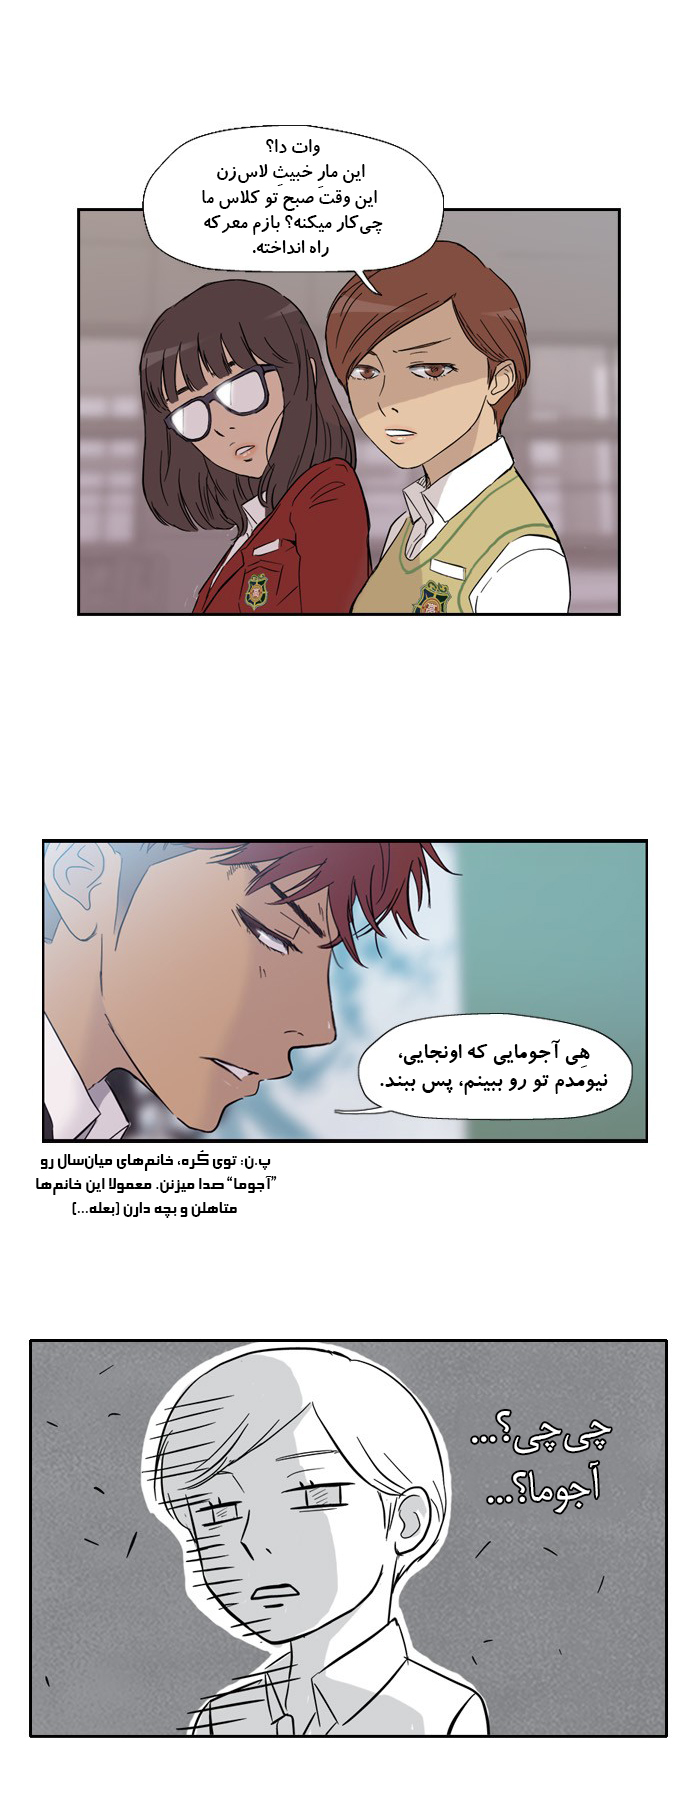 وات دا؟
این مارِ خبیثِ لاس‌زن
این وقتِ صبح تو کلاس ما
چی‌کار میکنه؟ بازم معرکه
راه انداخته.
هِی آجومایی که اونجایی،
نیومدم تو رو ببینم، پس ببند.
پ.ن: توی کُره، خانم‌های میان‌سال رو
"آجوما" صدا میزنن. معمولا این خانم‌ها
متاهلن و بچه دارن (بعله...)
چی‌چی؟...
آجوما؟...